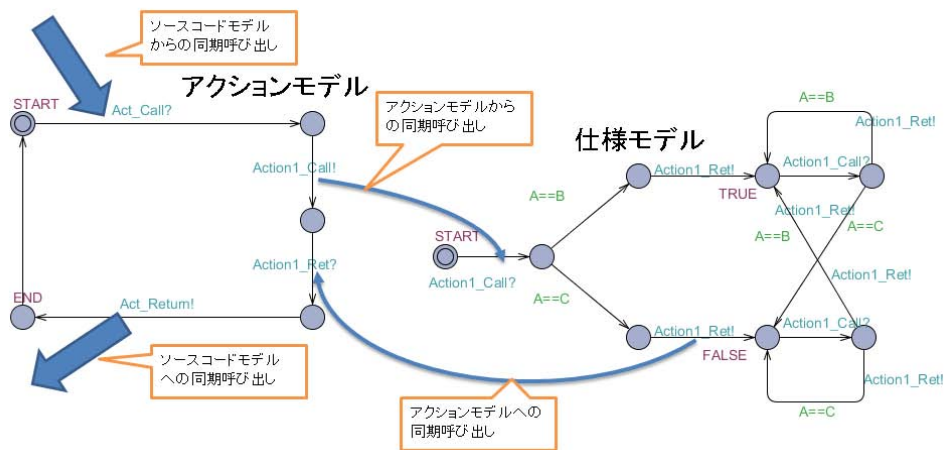 ソースコードモデル
からの同期呼び出し
アクションモデル
START
Act_Call?
アクションモデルから
の同期呼び出し
仕様モデル
A==B
Action1_Ret!
Action1_Call!
Action1_Ret!
Action1_Call?
TRUE
Action1_Ret!
A==B
A==C
START
A==B
Action1_Call?
A==C
Action1_Ret?
Action1_Ret!
END
Act_Return!
Action1_Ret!
Action1_Call?
FALSE
Action1_Ret!
A==C
ソースコードモデル
への同期呼び出し
アクションモデルへの
同期呼び出し